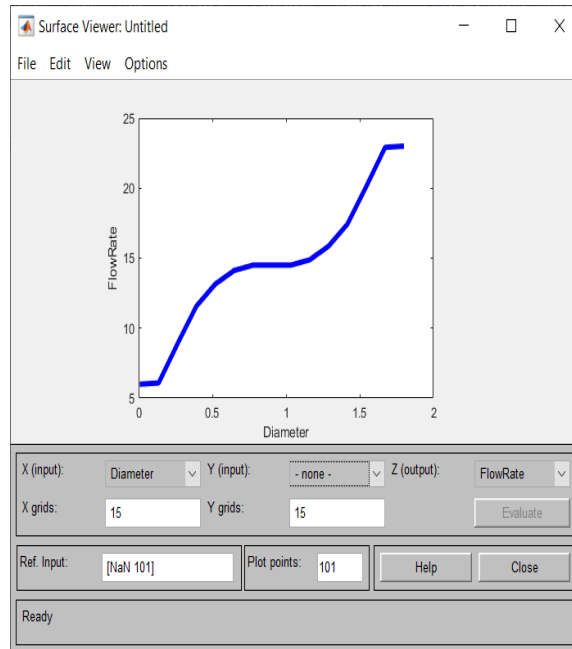 Surface Viewer: Untitled
File Edit View Options
25
20
15
10
5
FlowRate
0 0.5 1 1.5 2
Diameter
X (input): Diameter Y (input): - none - Z (output): FlowRate
X grids: 15 Y grids: 15 Evaluate
Ref. Input: [NaN 101] Plot points: 101 Help Close
Ready